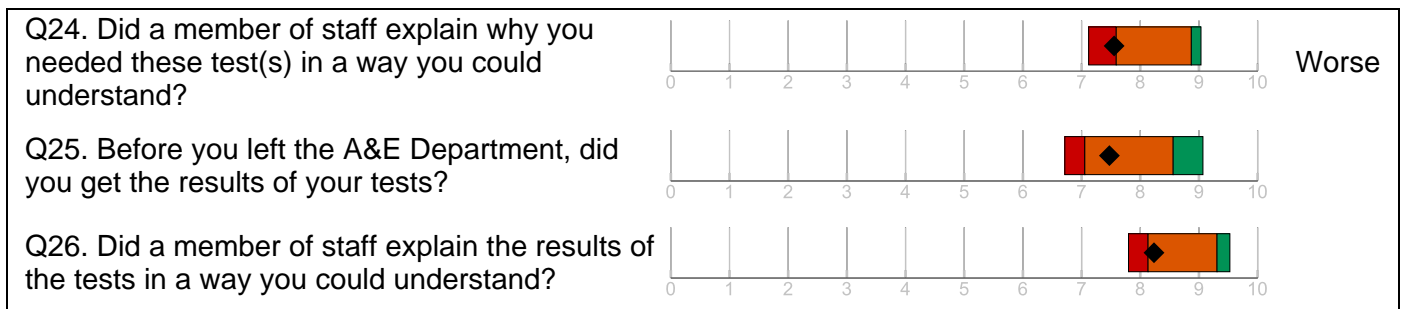 Q24. Did a member of staff explain why you
needed these test(s) in a way you could
understand?
Worse
0 1 2 3 4 5 6 7 8 9 10
Q25. Before you left the A&E Department, did
you get the results of your tests?
0 1 2 3 4 5 6 7 8 9 10
Q26. Did a member of staff explain the results of
the tests in a way you could understand?
0 1 2 3 4 5 6 7 8 9 10